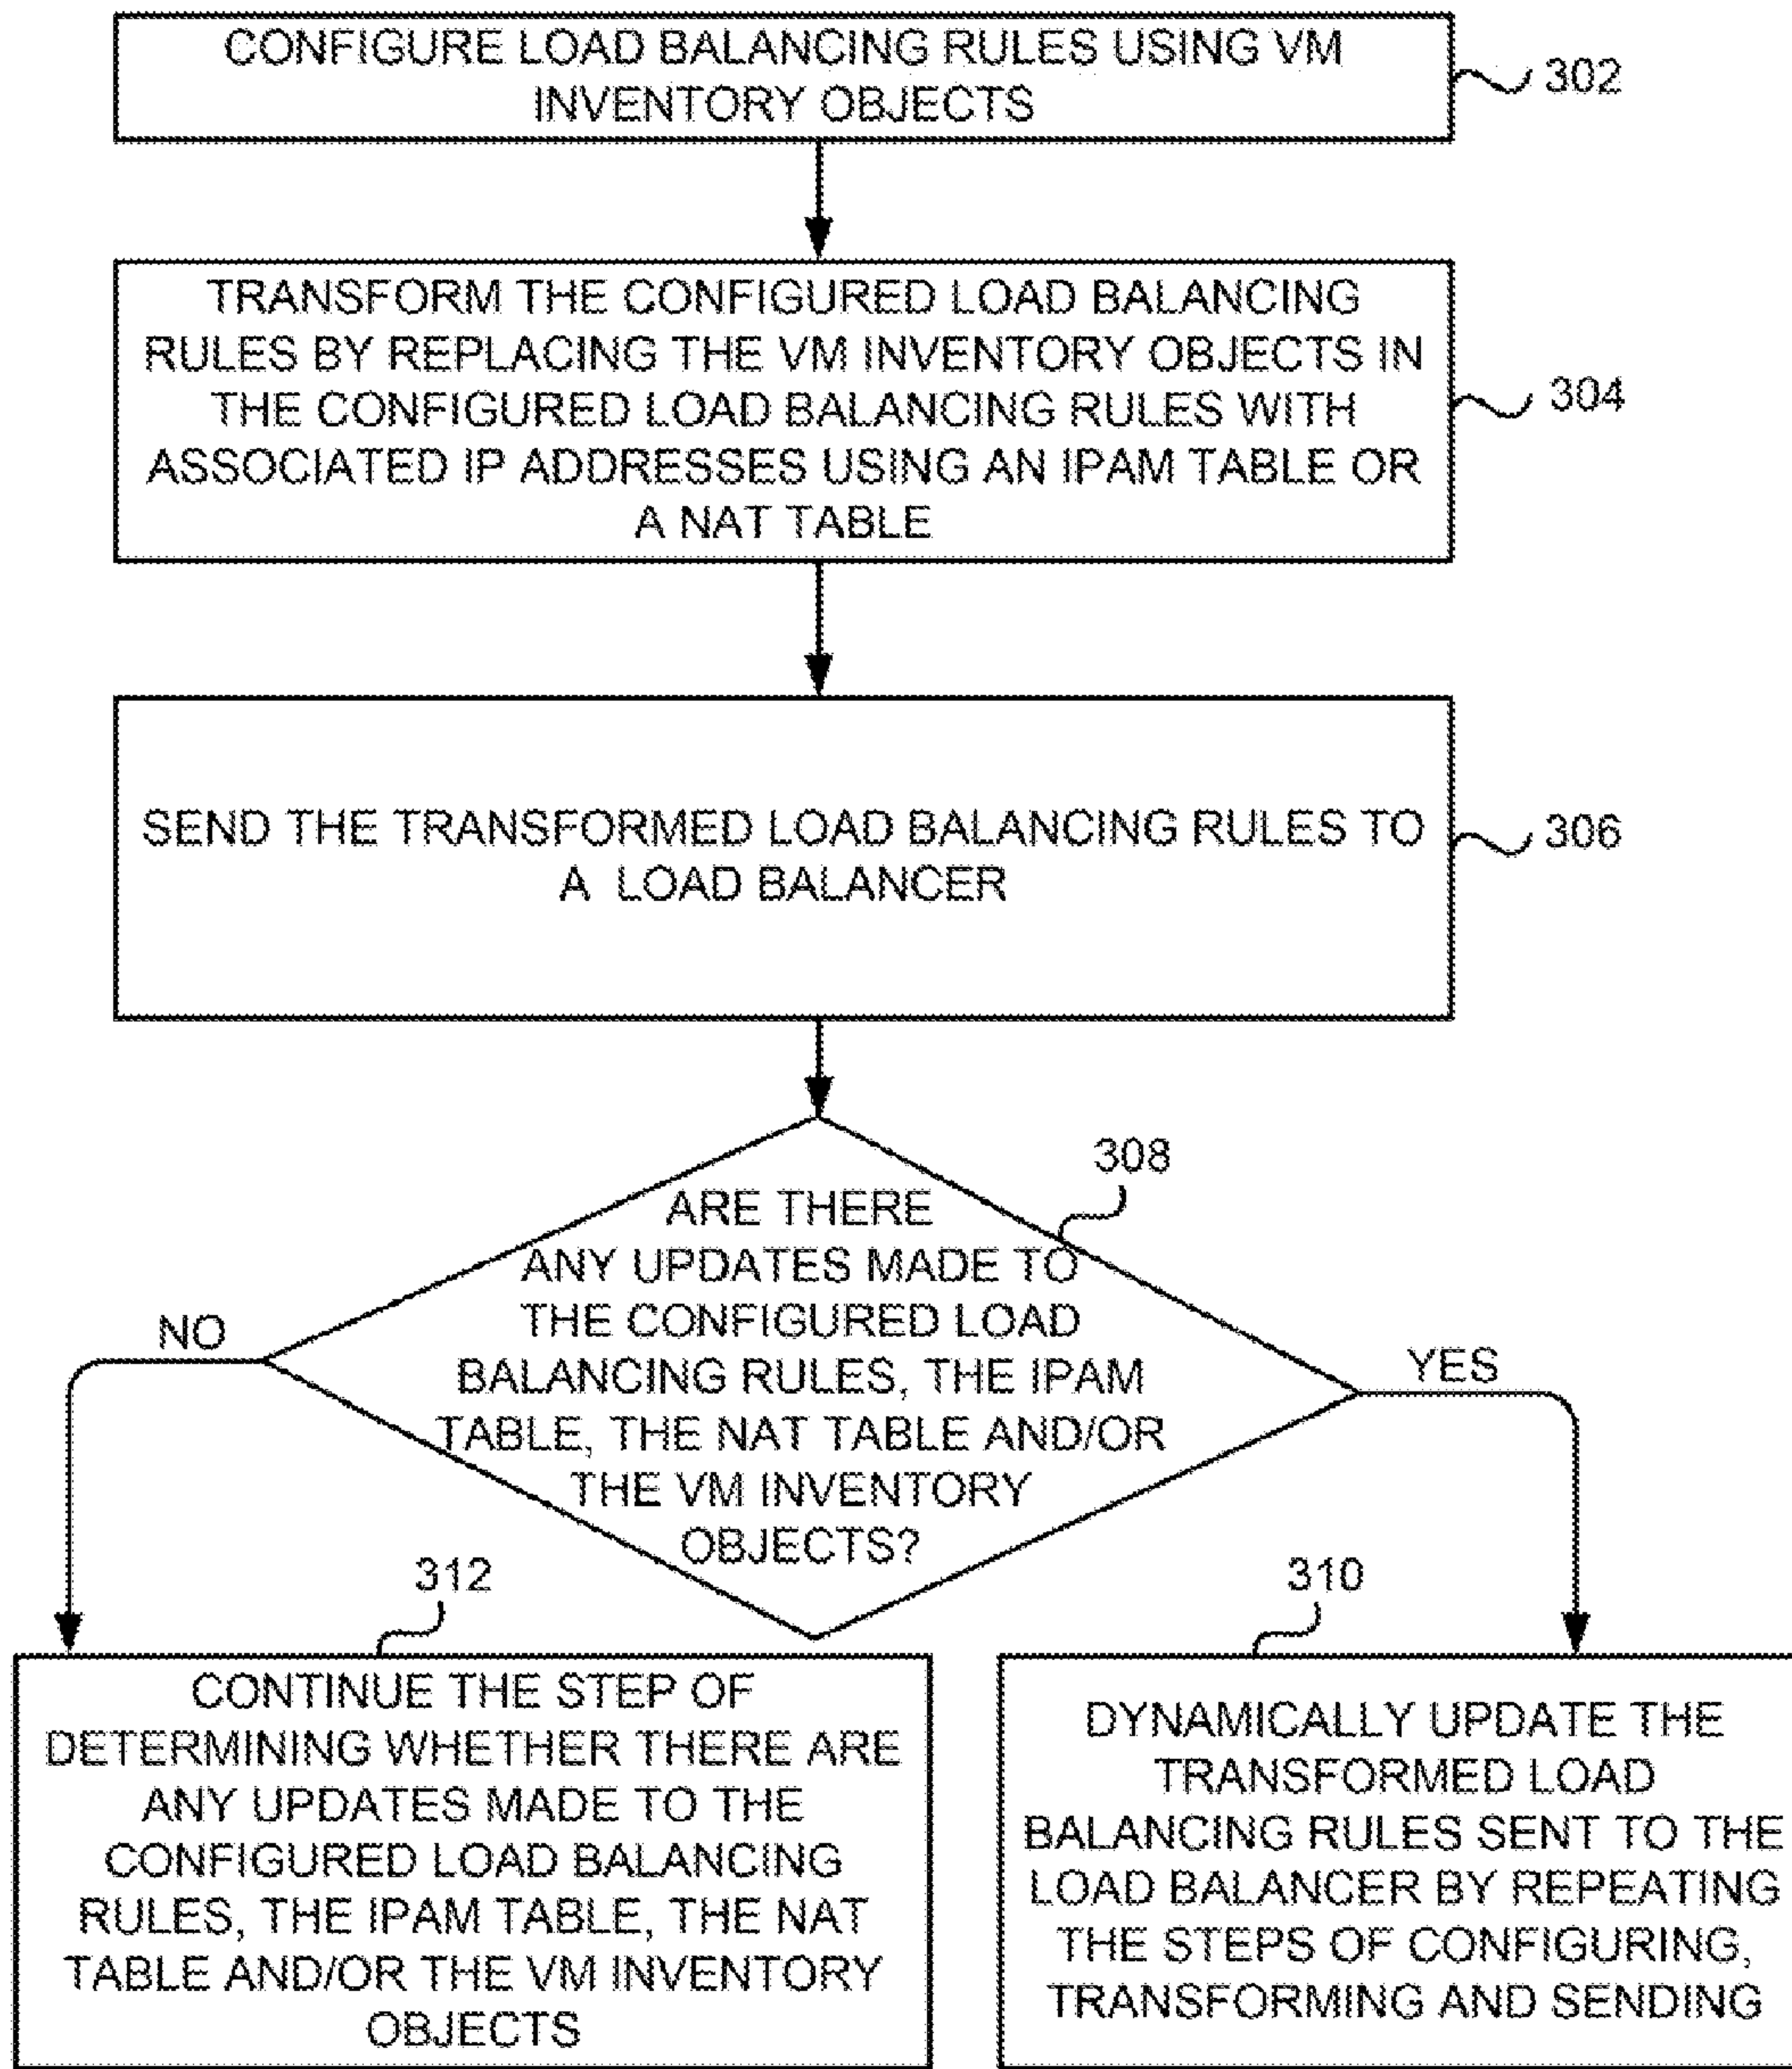 CONFIGURE LOAD BALANCING RULES USING VM
INVENTORY OBJECTS
302
TRANSFORM THE CONFIGURED LOAD BALANCING
RULES BY REPLACING THE VM INVENTORY OBJECTS IN
THE CONFIGURED LOAD BALANCING RULES WITH
ASSOCIATED IP ADDRESSES USING AN IPAM TABLE OR
A NAT TABLE
304
SEND THE TRANSFORMED LOAD BALANCING RULES TO
A LOAD BALANCER
306
308
ARE THERE
ANY UPDATES MADE TO
THE CONFIGURED LOAD
BALANCING RULES, THE IPAM
TABLE, THE NAT TABLE AND/OR
THE VM INVENTORY
OBJECTS?
NO
YES
312
CONTINUE THE STEP OF
DETERMINING WHETHER THERE ARE
ANY UPDATES MADE TO THE
CONFIGURED LOAD BALANCING
RULES, THE IPAM TABLE, THE NAT
TABLE AND/OR THE VM INVENTORY
OBJECTS
310
DYNAMICALLY UPDATE THE
TRANSFORMED LOAD
BALANCING RULES SENT TO THE
LOAD BALANCER BY REPEATING
THE STEPS OF CONFIGURING,
TRANSFORMING AND SENDING